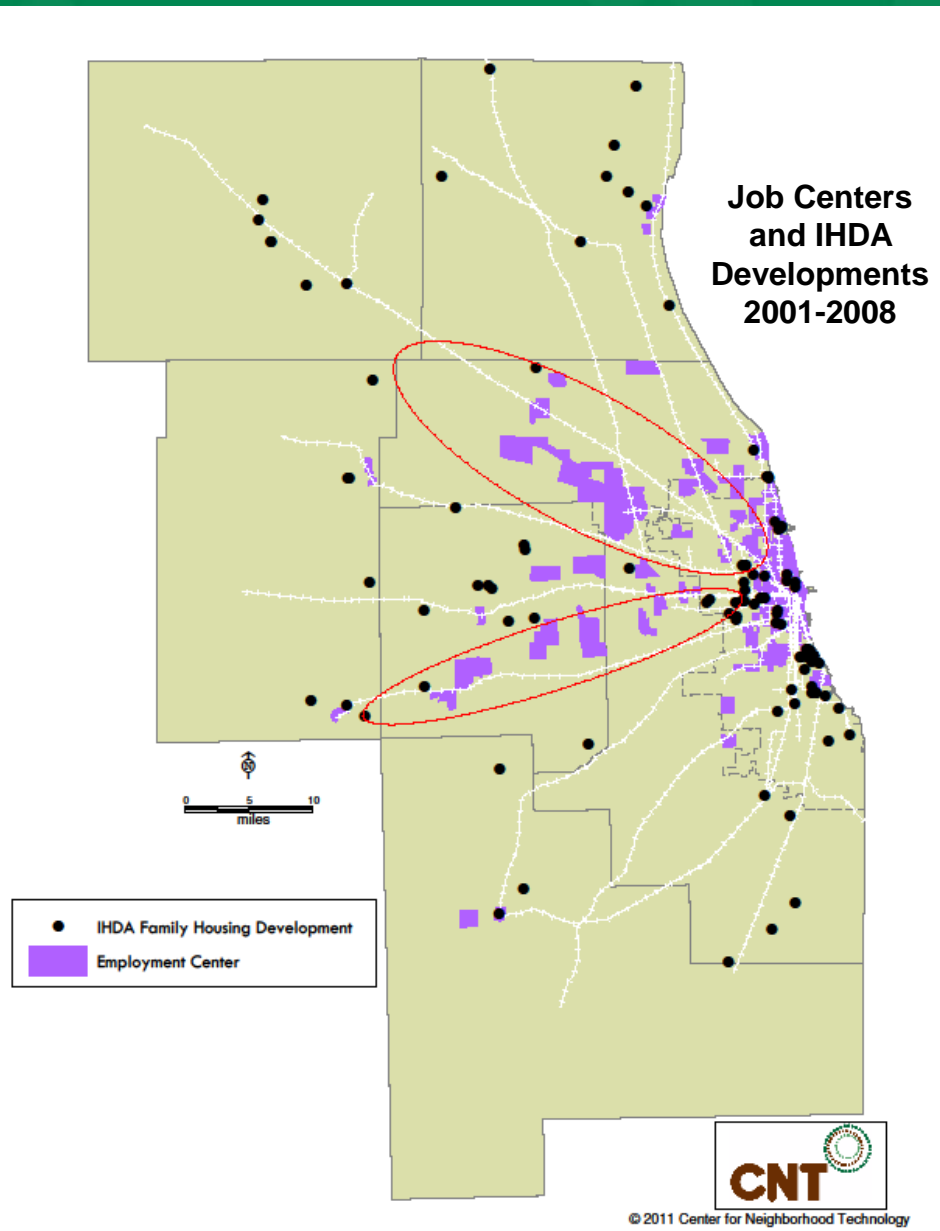 Job Centers
and IHDA
Developments
2001-2008
0 5 10
miles
IHDA Family Housing Development
Employment Center
CNT
© 2011 Center for Neighborhood Technology